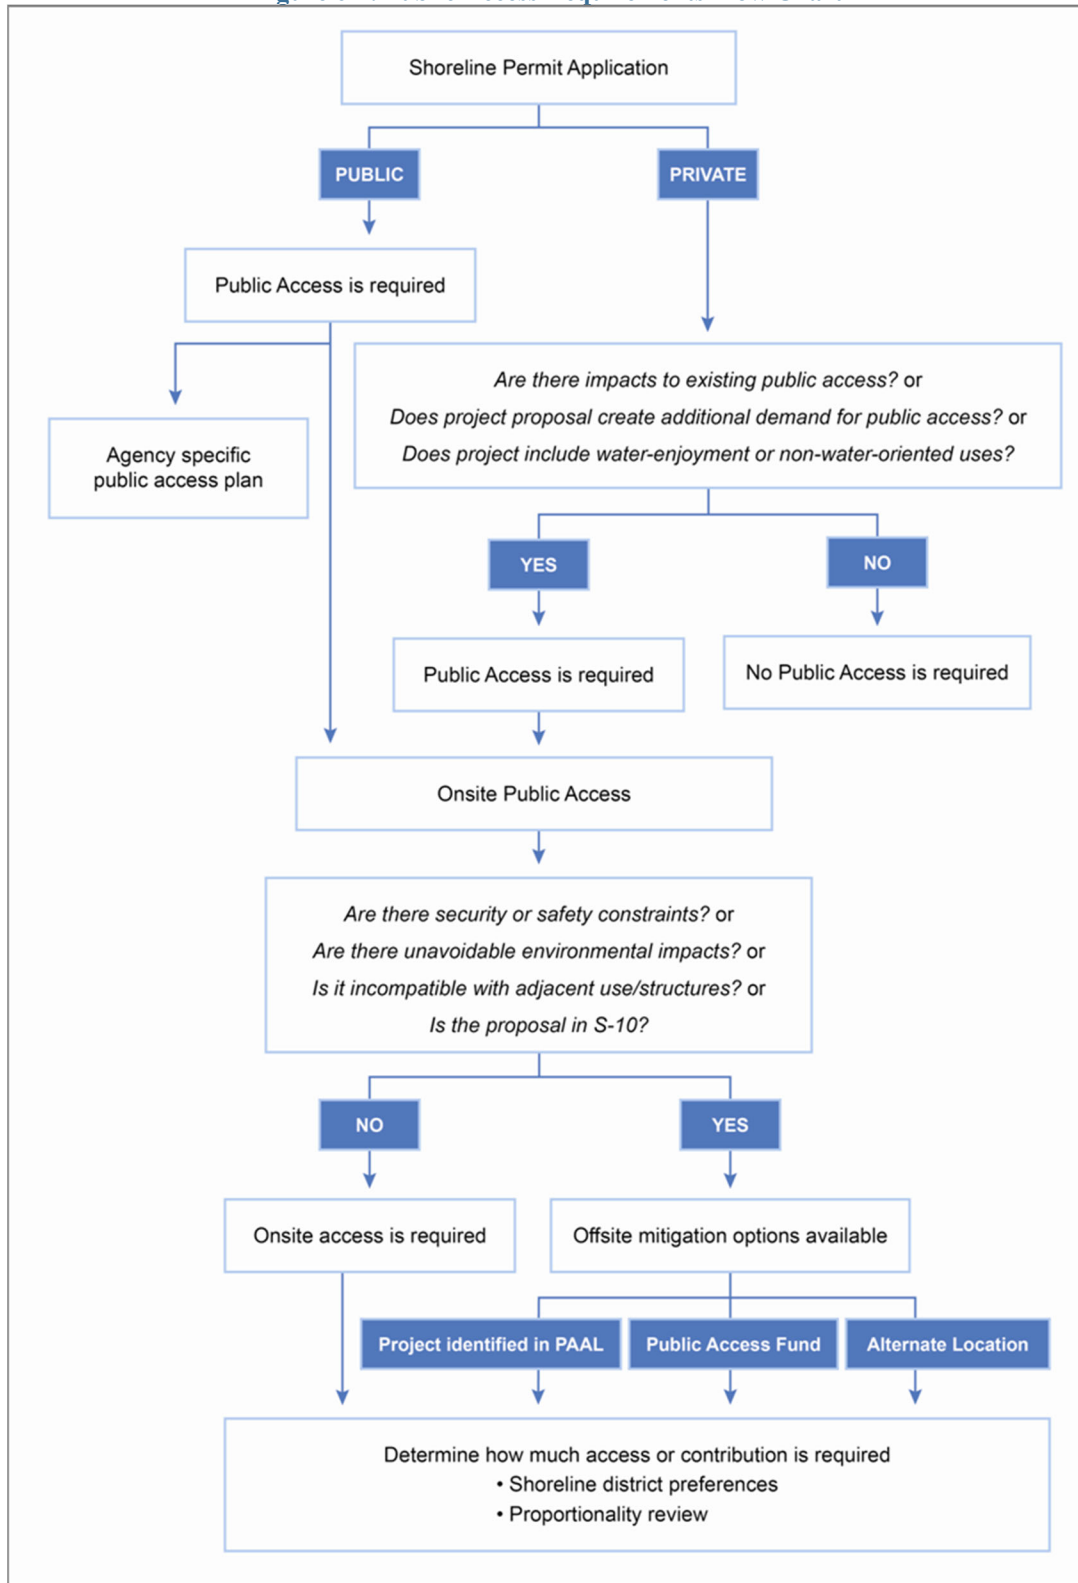 Shoreline Permit Application
PUBLIC
PRIVATE
Public Access is required
Are there impacts to existing public access? or
Does project proposal create additional demand for public access? or
Does project include water-enjoyment or non-water-oriented uses?
Agency specific
public access plan
YES
NO
Public Access is required
No Public Access is required
Onsite Public Access
Are there security or safety constraints? or
Are there unavoidable environmental impacts? or
Is it incompatible with adjacent use/structures? or
Is the proposal in S-10?
NO
YES
Onsite access is required
Offsite mitigation options available
Project identified in PAAL
Public Access Fund
Alternate Location
Determine how much access or contribution is required
• Shoreline district preferences
• Proportionality review